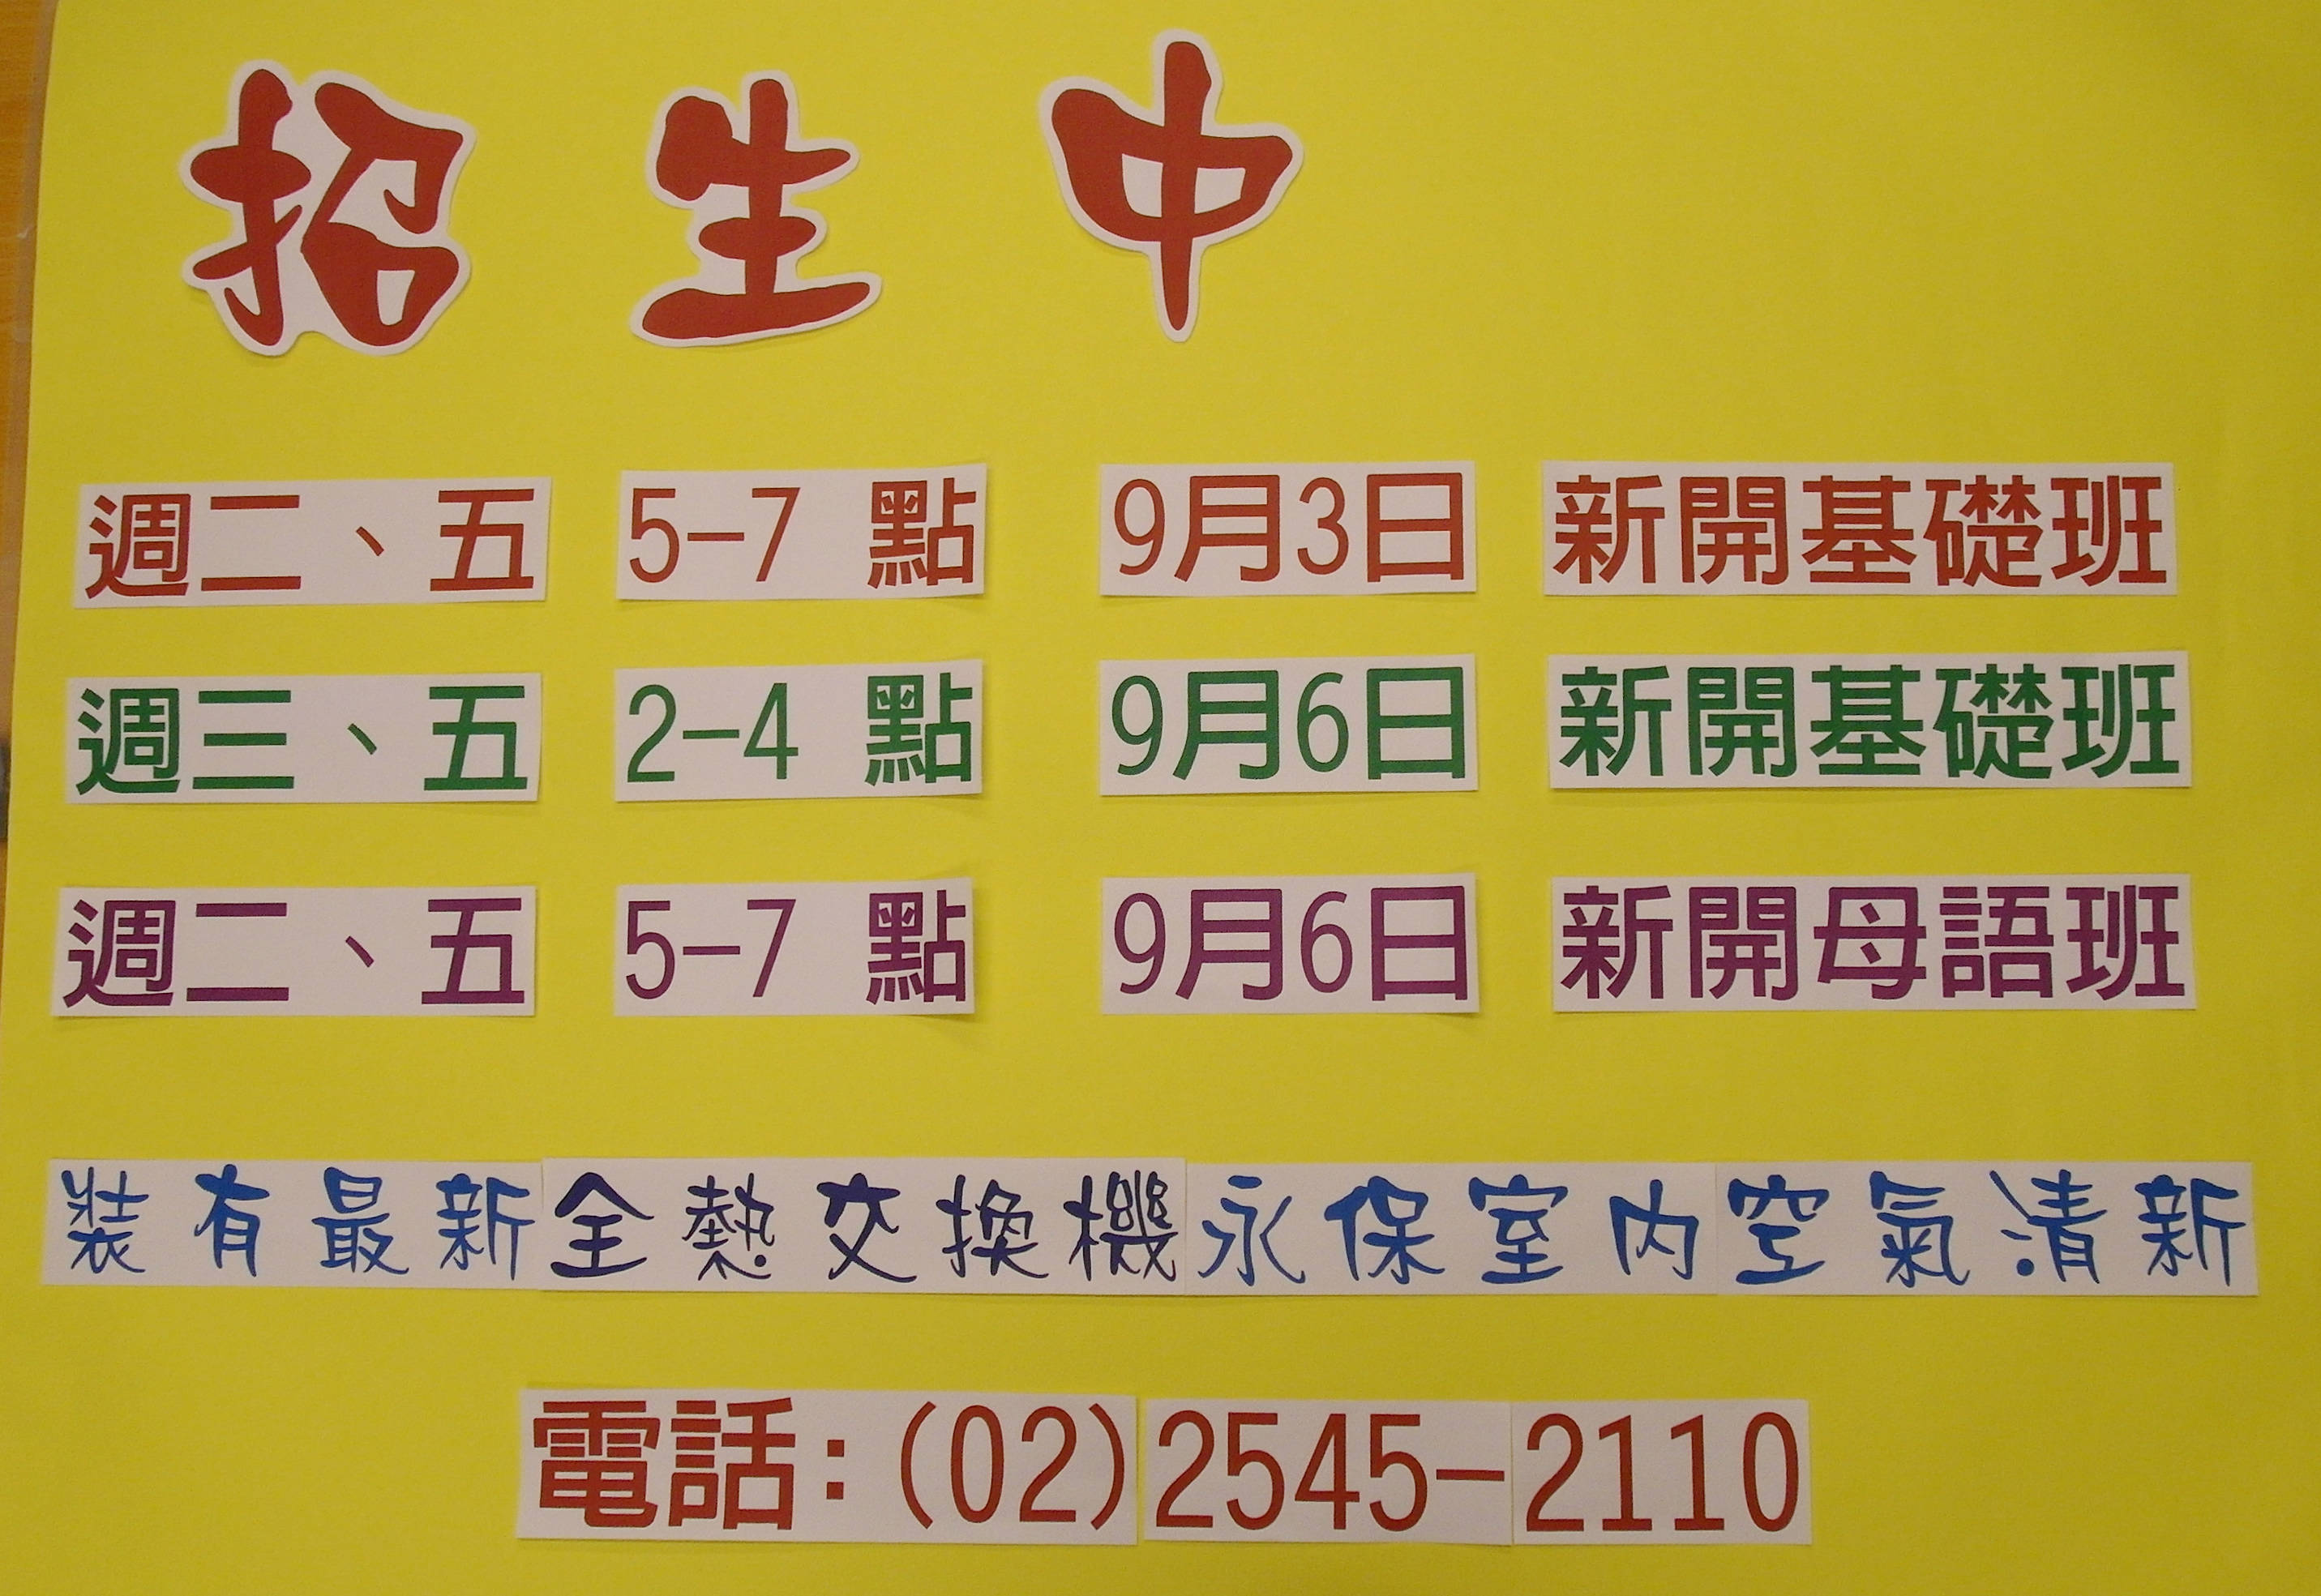 招生中
週二、五 5-7 點 9月3日 新開基礎班
週三、五 2-4 點 9月6日 新開基礎班
週二、五 5-7 點 9月6日 新開母語班
裝有最新全熱交換機永保室內空氣清新
電話:(02)2545-2110